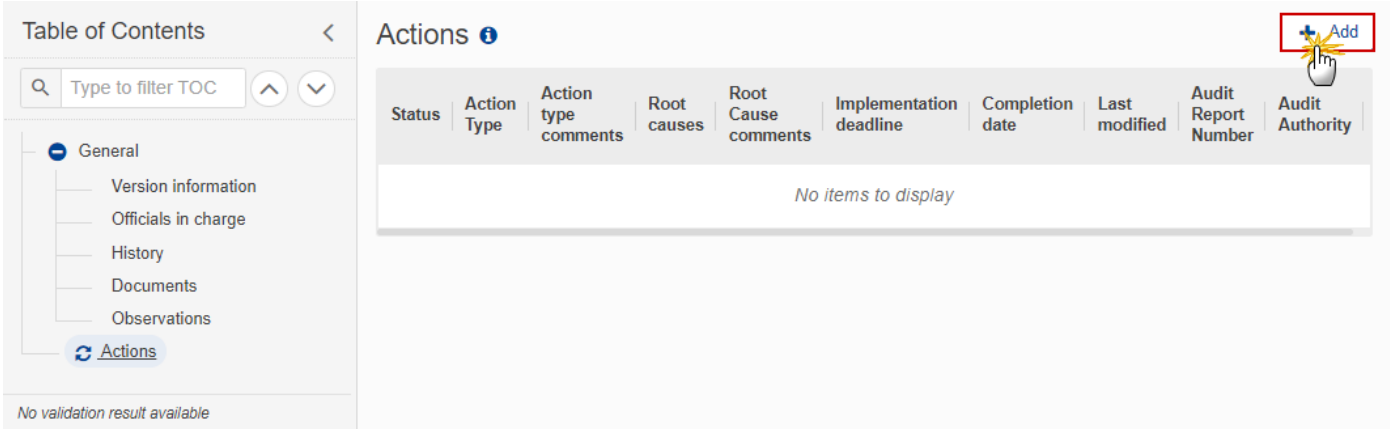 Table of Contents
Type to filter TOC
General
Version information
Officials in charge
History
Documents
Observations
Actions
No validation result available
Actions
Add
Status
Action
Type
Action
type
comments
Root
causes
Root
Cause
comments
Implementation
deadline
Completion
date
Last
modified
Audit
Report
Number
Audit
Authority
No items to display